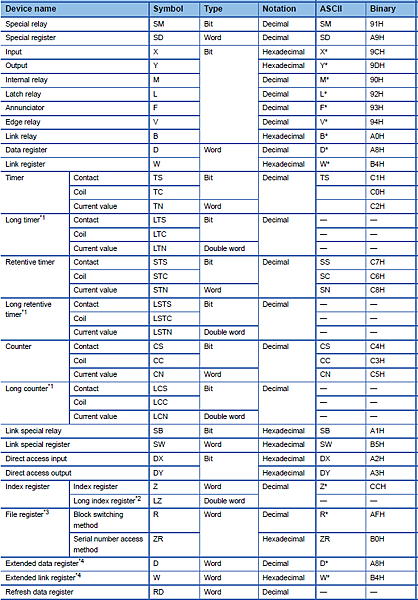 Device name Symbol Type Notation ASCII Binary
Special relay SM Bit Decimal SM 91H
Special register SD Word Decimal SD A9H
Input X Bit Hexadecimal X* 9CH
Output Y Hexadecimal Y* 9DH
Internal relay M Decimal M* 90H
Latch relay L Decimal L* 92H
Annunciator F Decimal F* 93H
Edge relay V Decimal V* 94H
Link relay B Hexadecimal B* A0H
Data register D Word Decimal D* A8H
Link register W Hexadecimal W* B4H
Timer Contact TS Bit Decimal TS C1H
Coil TC C0H
Current value TN Word C2H
Long timer*1 Contact LTS Bit Decimal — —
Coil LTC — —
Current value LTN Double word — —
Retentive timer Contact STS Bit Decimal SS C7H
Coil STC SC C6H
Current value STN Word SN C8H
Long retentive timer*1 Contact LSTS Bit Decimal — —
Coil LSTC — —
Current value LSTN Double word — —
Counter Contact CS Bit Decimal CS C4H
Coil CC CC C3H
Current value CN Word CN C5H
Long counter*1 Contact LCS Bit Decimal — —
Coil LCC — —
Current value LCN Double word — —
Link special relay SB Bit Hexadecimal SB A1H
Link special register SW Word Hexadecimal SW B5H
Direct access input DX Bit Hexadecimal DX A2H
Direct access output DY Hexadecimal DY A3H
Index register Index register Z Word Decimal Z* CCH
Long index register*2 LZ Double word — —
File register*3 Block switching method R Word Decimal R* AFH
Serial number access method ZR Hexadecimal ZR B0H
Extended data register*4 D Word Decimal D* A8H
Extended link register*4 W Word Hexadecimal W* B4H
Refresh data register RD Word Decimal — —